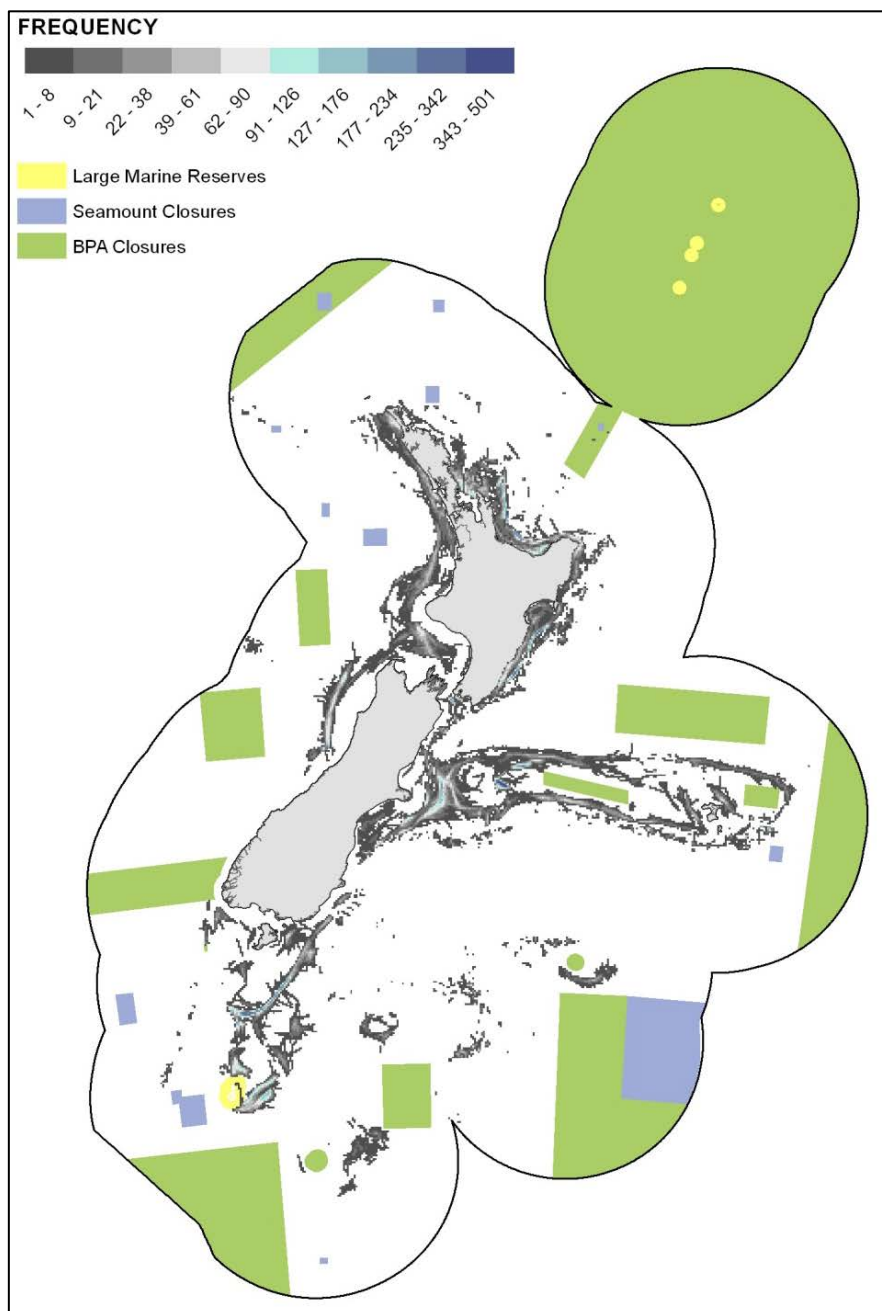 FREQUENCY
1 - 8
9 - 21
22 - 38
39 - 61
62 - 90
91 - 126
127 - 176
177 - 234
235 - 342
343 - 501
Large Marine Reserves
Seamount Closures
BPA Closures